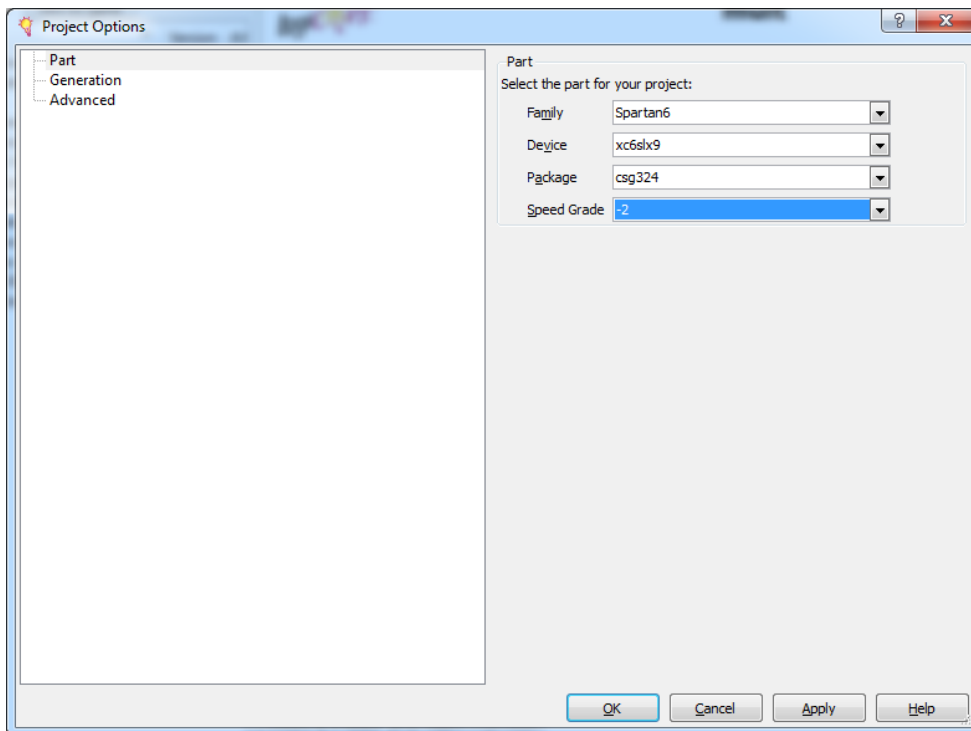 Project Options
Part
Generation
Advanced
Part
Select the part for your project:
Family Spartan6
Device xc6slx9
Package csg324
Speed Grade -2
OK Cancel Apply Help